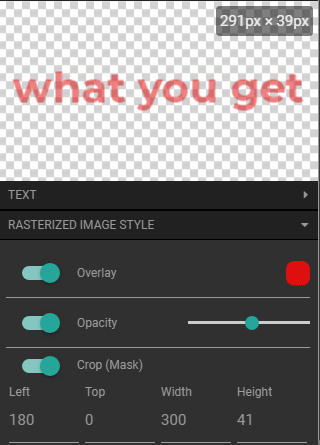 291px × 39px
what you get
TEXT
RASTERIZED IMAGE STYLE
Overlay
Opacity
Crop (Mask)
Left Top Width Height
180 0 300 41